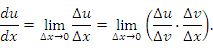 du/dx = lim_{Δx→0} Δu/Δx = lim_{Δx→0} (Δu/Δv · Δv/Δx).